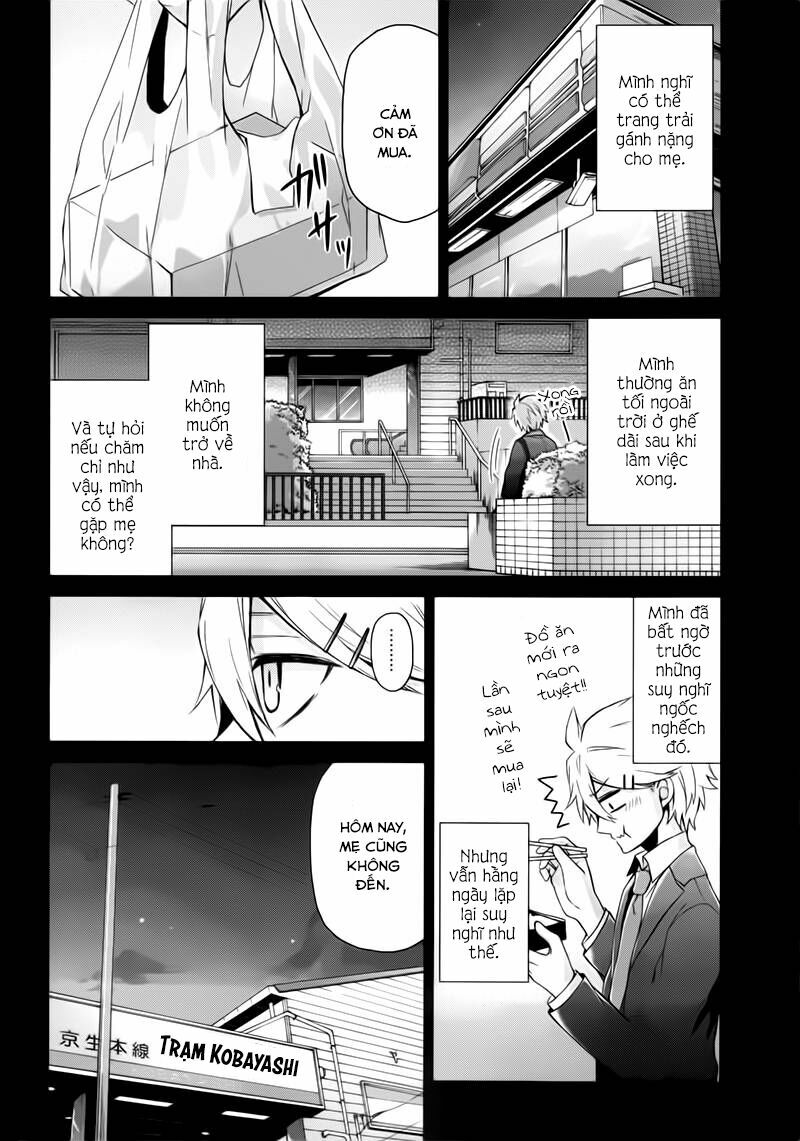 Mình nghĩ
có thể
trang trải
gánh nặng
cho mẹ.
CẢM
ƠN ĐÃ
MUA.
ガサッ
Mình
thường ăn
tối ngoài
trời ở ghế
dài sau khi
làm việc
xong.
Xong
rồi!
Mình
không
muốn
trở về
nhà.
Và tự hỏi
nếu chăm
chỉ như
vậy, mình
có thể
gặp mẹ
không?
Mình đã
bất ngờ
trước
những
suy nghĩ
ngốc
nghếch
đó.
Đồ ăn
mới ra
ngon
tuyệt!!
Lần
sau
mình
sẽ
mua
lại!
Nhưng
vẫn hằng
ngày lặp
lại suy
nghĩ như
thế.
........
HÔM NAY,
MẸ CŨNG
KHÔNG
ĐẾN.
京生本線 TRẠM KOBAYASHI